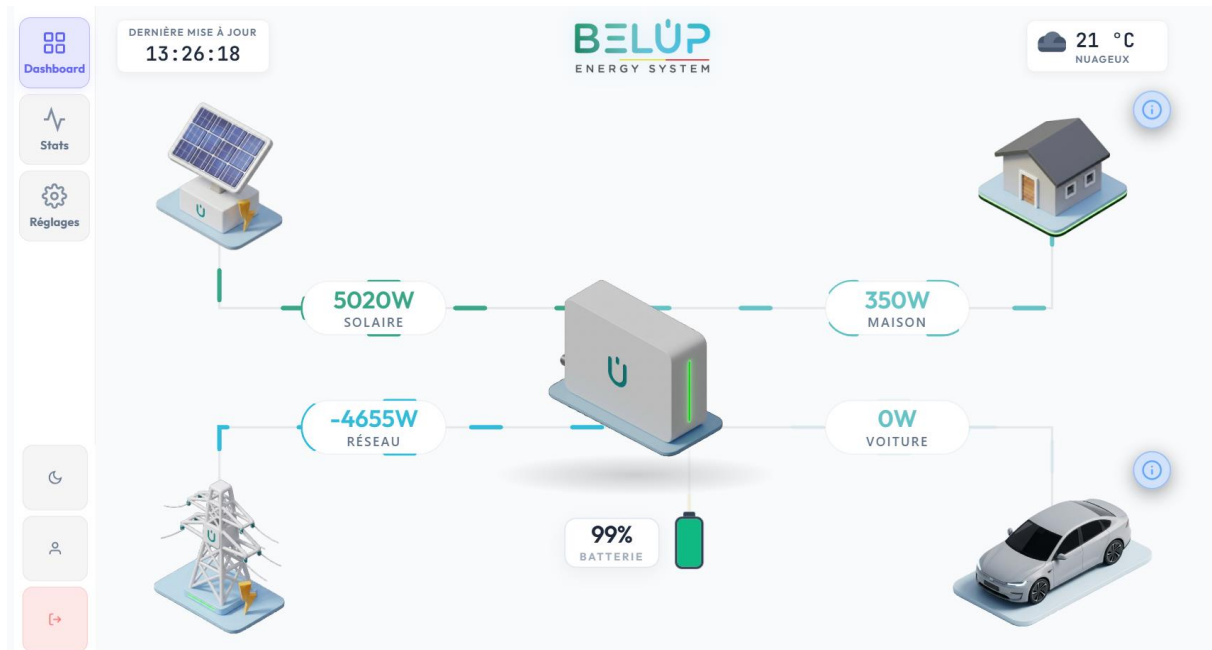 Dashboard
Stats
Réglages
DERNIÈRE MISE À JOUR
13:26:18
BELÜP
ENERGY SYSTEM
21 °C
NUAGEUX
5020W
SOLAIRE
350W
MAISON
-4655W
RÉSEAU
0W
VOITURE
99%
BATTERIE